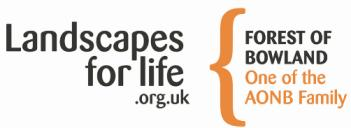 Landscapes
for life
.org.uk
FOREST OF
BOWLAND
One of the
AONB Family